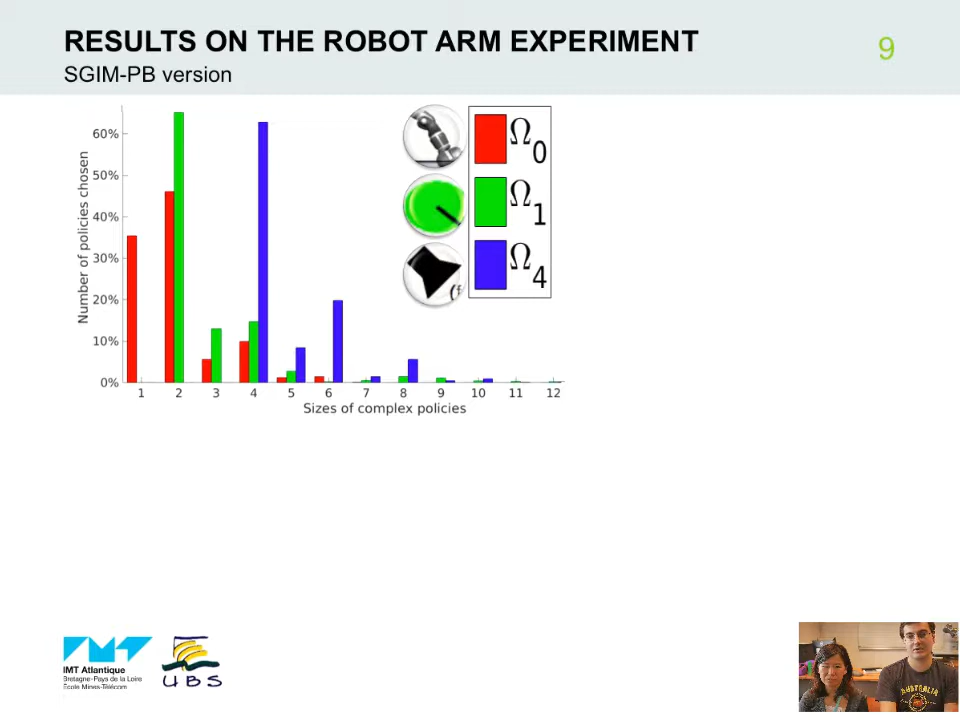 RESULTS ON THE ROBOT ARM EXPERIMENT
SGIM-PB version
9
Number of policies chosen
60%
50%
40%
30%
20%
10%
0%
1 2 3 4 5 6 7 8 9 10 11 12
Sizes of complex policies
Ω0
Ω1
Ω4
IMT Atlantique
Bretagne-Pays de la Loire
École Mines-Télécom
UBS
AUSTRALIA